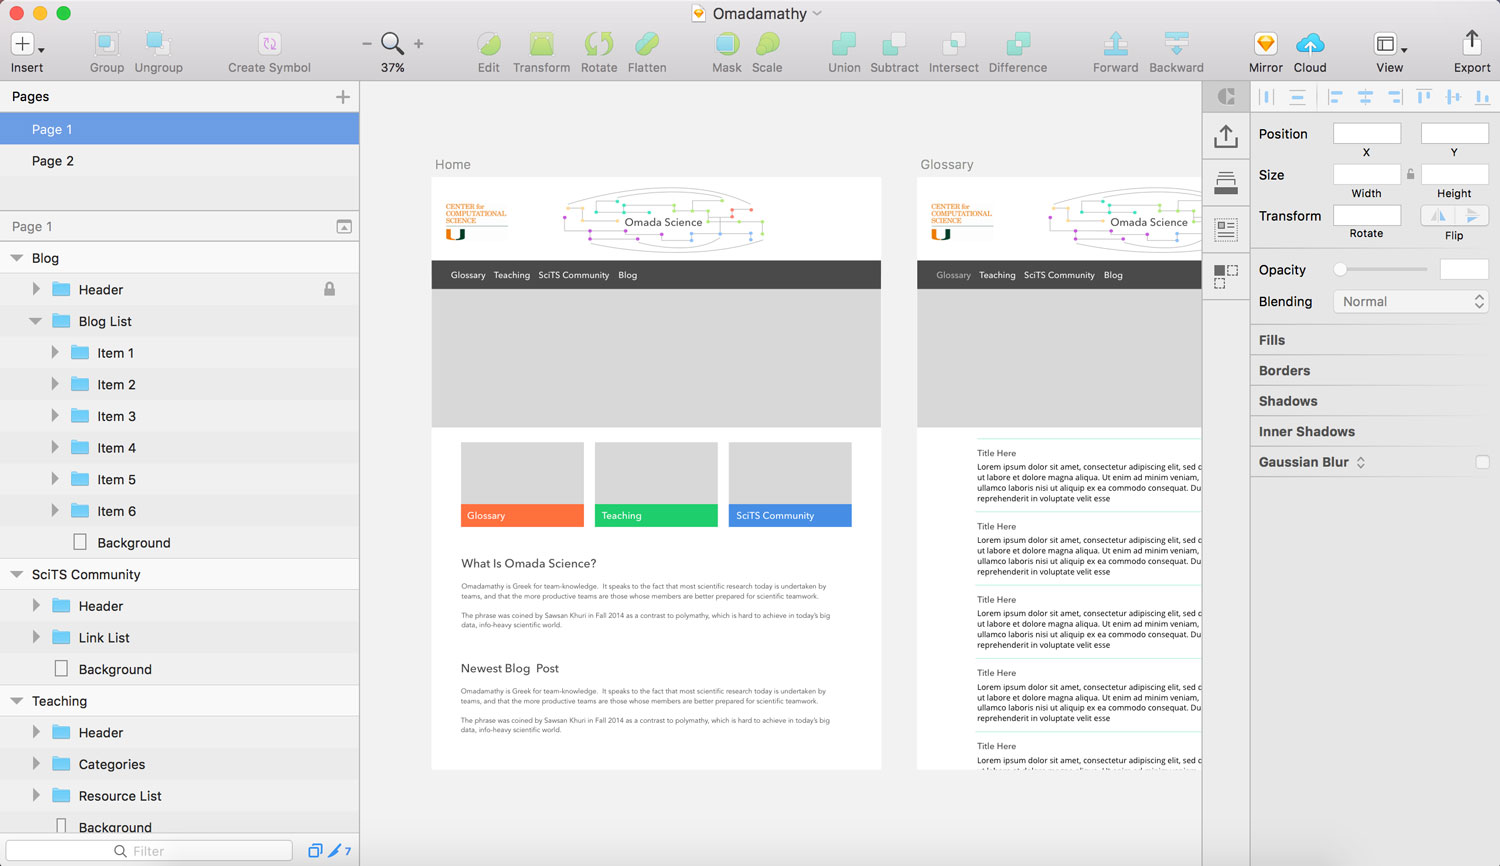 Omadamathy
Insert
Group
Ungroup
Create Symbol
37%
Edit
Transform
Rotate
Flatten
Mask
Scale
Union
Subtract
Intersect
Difference
Forward
Backward
Mirror
Cloud
View
Export
Pages
Page 1
Page 2
Page 1
Blog
Header
Blog List
Item 1
Item 2
Item 3
Item 4
Item 5
Item 6
Background
SciTS Community
Header
Link List
Background
Teaching
Header
Categories
Resource List
Background
Filter
7
Home
CENTER for
COMPUTATIONAL
SCIENCE
Omada Science
Glossary Teaching SciTS Community Blog
Glossary
Teaching
SciTS Community
What Is Omada Science?
Omadamathy is Greek for team-knowledge. It speaks to the fact that most scientific research today is undertaken by
teams, and that the more productive teams are those whose members are better prepared for scientific teamwork.
The phrase was coined by Sawsan Khuri in Fall 2014 as a contrast to polymathy, which is hard to achieve in today's big
data, info-heavy scientific world.
Newest Blog Post
Omadamathy is Greek for team-knowledge. It speaks to the fact that most scientific research today is undertaken by
teams, and that the more productive teams are those whose members are better prepared for scientific teamwork.
The phrase was coined by Sawsan Khuri in Fall 2014 as a contrast to polymathy, which is hard to achieve in today's big
data, info-heavy scientific world.
Glossary
CENTER for
COMPUTATIONAL
SCIENCE
Omada Science
Glossary Teaching SciTS Community Blog
Title Here
Lorem ipsum dolor sit amet, consectetur adipiscing elit, sed d
ut labore et dolore magna aliqua. Ut enim ad minim veniam,
ullamco laboris nisi ut aliquip ex ea commodo consequat. Du
reprehenderit in voluptate velit esse
Title Here
Lorem ipsum dolor sit amet, consectetur adipiscing elit, sed d
ut labore et dolore magna aliqua. Ut enim ad minim veniam,
ullamco laboris nisi ut aliquip ex ea commodo consequat. Du
reprehenderit in voluptate velit esse
Title Here
Lorem ipsum dolor sit amet, consectetur adipiscing elit, sed d
ut labore et dolore magna aliqua. Ut enim ad minim veniam,
ullamco laboris nisi ut aliquip ex ea commodo consequat. Du
reprehenderit in voluptate velit esse
Title Here
Lorem ipsum dolor sit amet, consectetur adipiscing elit, sed d
ut labore et dolore magna aliqua. Ut enim ad minim veniam,
ullamco laboris nisi ut aliquip ex ea commodo consequat. Du
reprehenderit in voluptate velit esse
Title Here
Lorem ipsum dolor sit amet, consectetur adipiscing elit, sed d
Position
X
Y
Size
Width
Height
Transform
Rotate
Flip
Opacity
Blending
Normal
Fills
Borders
Shadows
Inner Shadows
Gaussian Blur